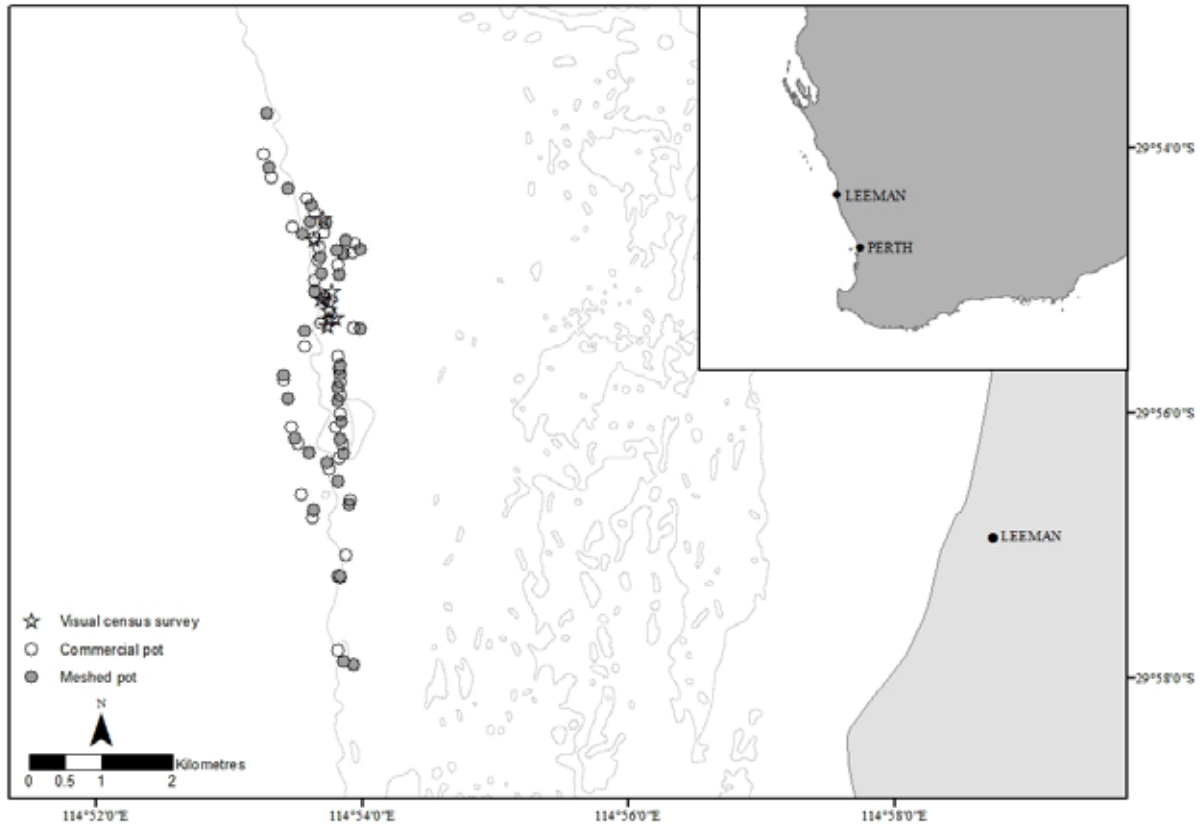 29°54'0"S
LEEMAN
PERTH
29°56'0"S
LEEMAN
Visual census survey
Commercial pot
Meshed pot
29°58'0"S
N
Kilometres
0 0.5 1 2
114°52'0"E 114°54'0"E 114°56'0"E 114°58'0"E